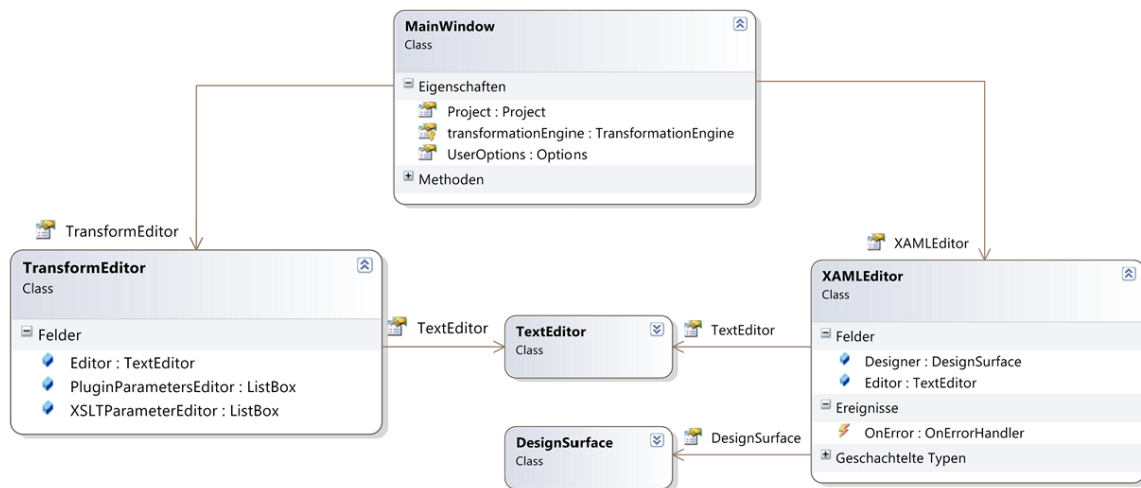 MainWindow
Class
Eigenschaften
Project : Project
transformationEngine : TransformationEngine
UserOptions : Options
Methoden
TransformEditor
XAMLEditor
TransformEditor
Class
Felder
Editor : TextEditor
PluginParametersEditor : ListBox
XSLTParameterEditor : ListBox
TextEditor
TextEditor
Class
TextEditor
XAMLEditor
Class
Felder
Designer : DesignSurface
Editor : TextEditor
Ereignisse
OnError : OnErrorHandler
Geschachtelte Typen
DesignSurface
DesignSurface
Class